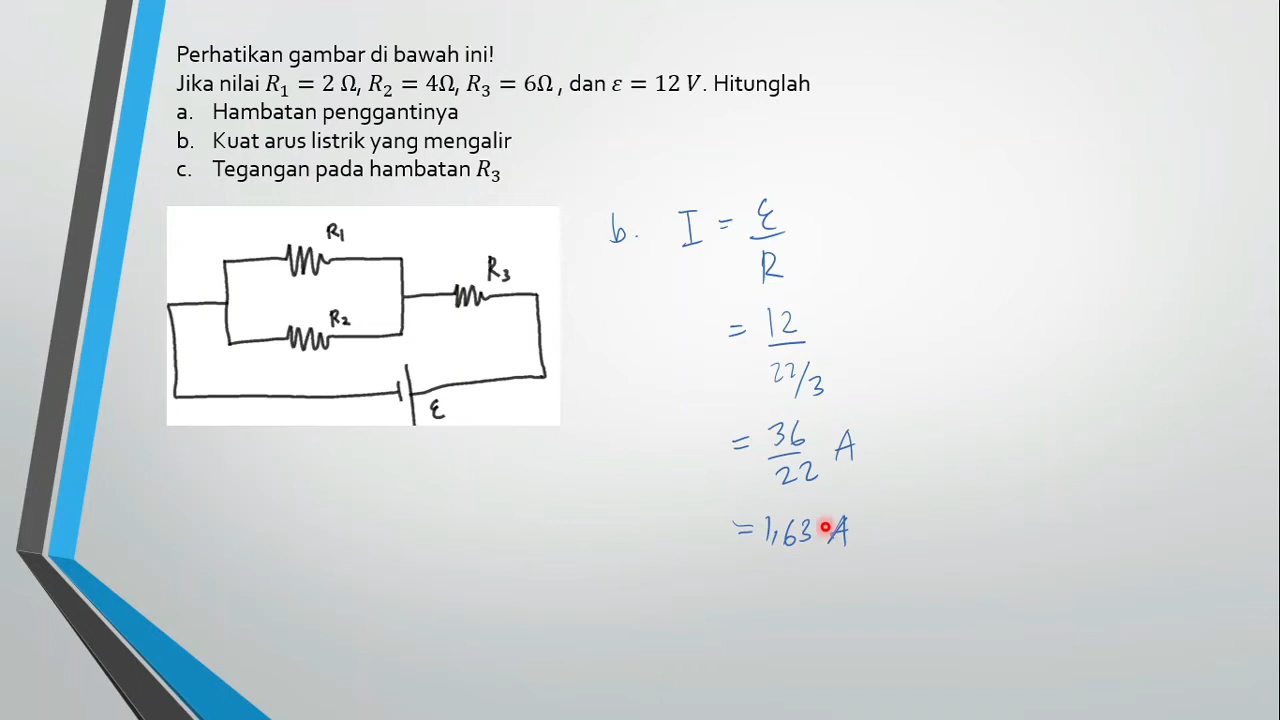 Perhatikan gambar di bawah ini!
Jika nilai R₁ = 2 Ω, R₂ = 4Ω, R₃ = 6Ω , dan ε = 12 V. Hitunglah
a. Hambatan penggantinya
b. Kuat arus listrik yang mengalir
c. Tegangan pada hambatan R₃
R₁
R₃
R₂
ε
b. I = ε/R
= 12/(22/3)
= 36/22 A
= 1,63 A